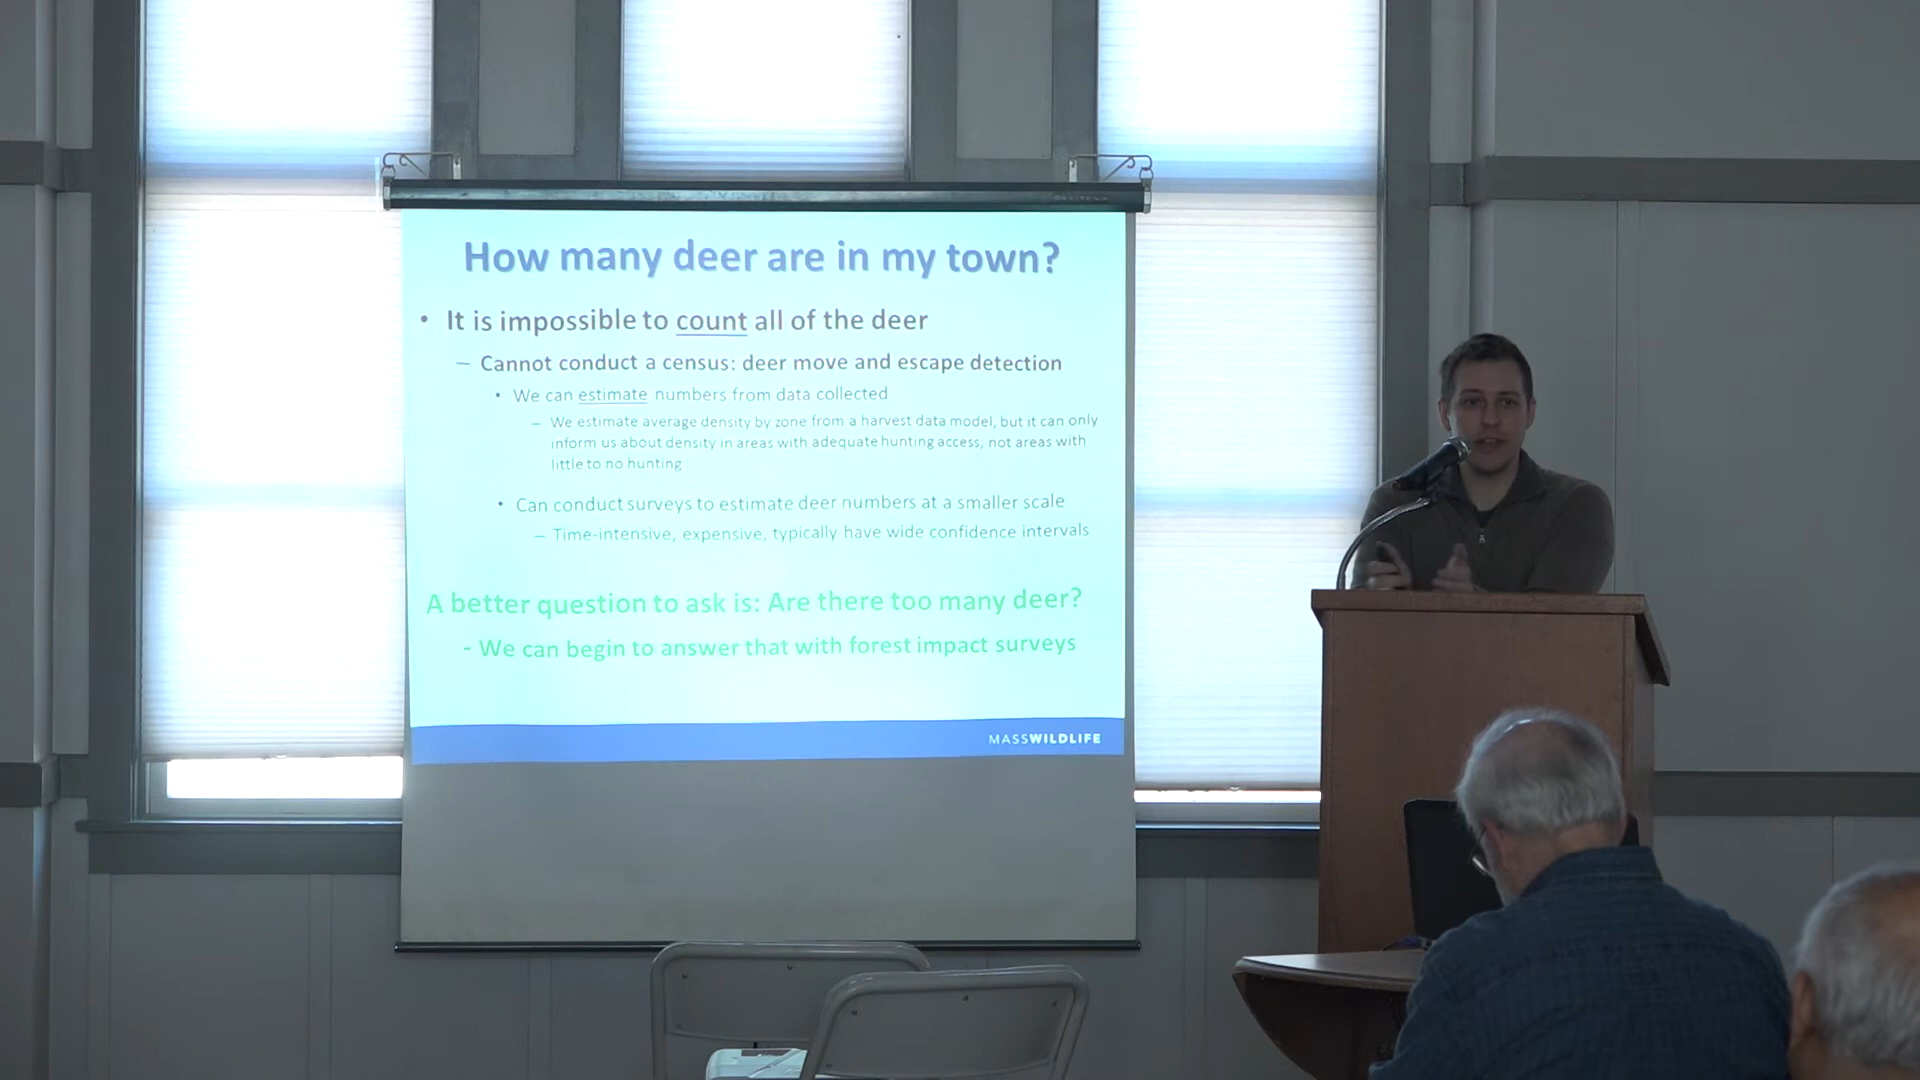 How many deer are in my town?
• It is impossible to count all of the deer
– Cannot conduct a census: deer move and escape detection
• We can estimate numbers from data collected
– We estimate average density by zone from a harvest data model, but it can only
inform us about density in areas with adequate hunting access, not areas with
little to no hunting
• Can conduct surveys to estimate deer numbers at a smaller scale
– Time-intensive, expensive, typically have wide confidence intervals
A better question to ask is: Are there too many deer?
- We can begin to answer that with forest impact surveys
MASSWILDLIFE